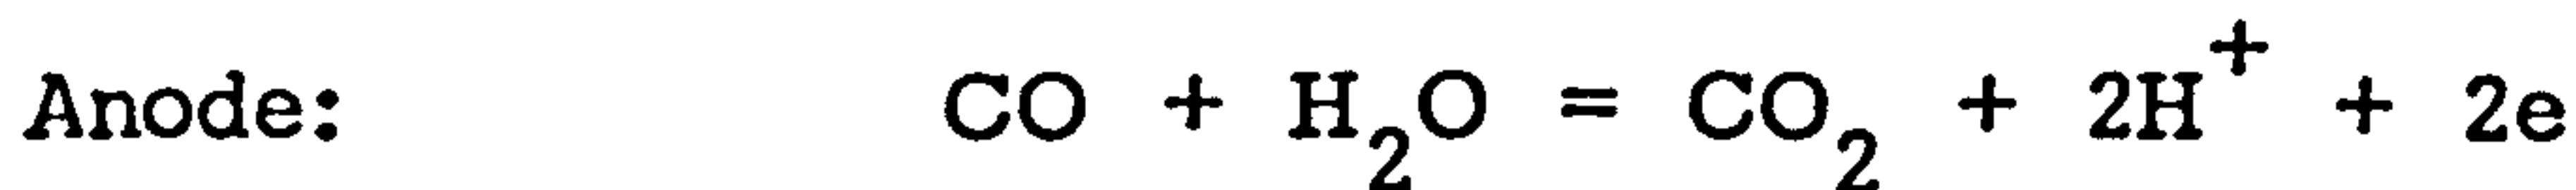 Anode: CO + H₂O = CO₂ + 2H⁺ + 2e